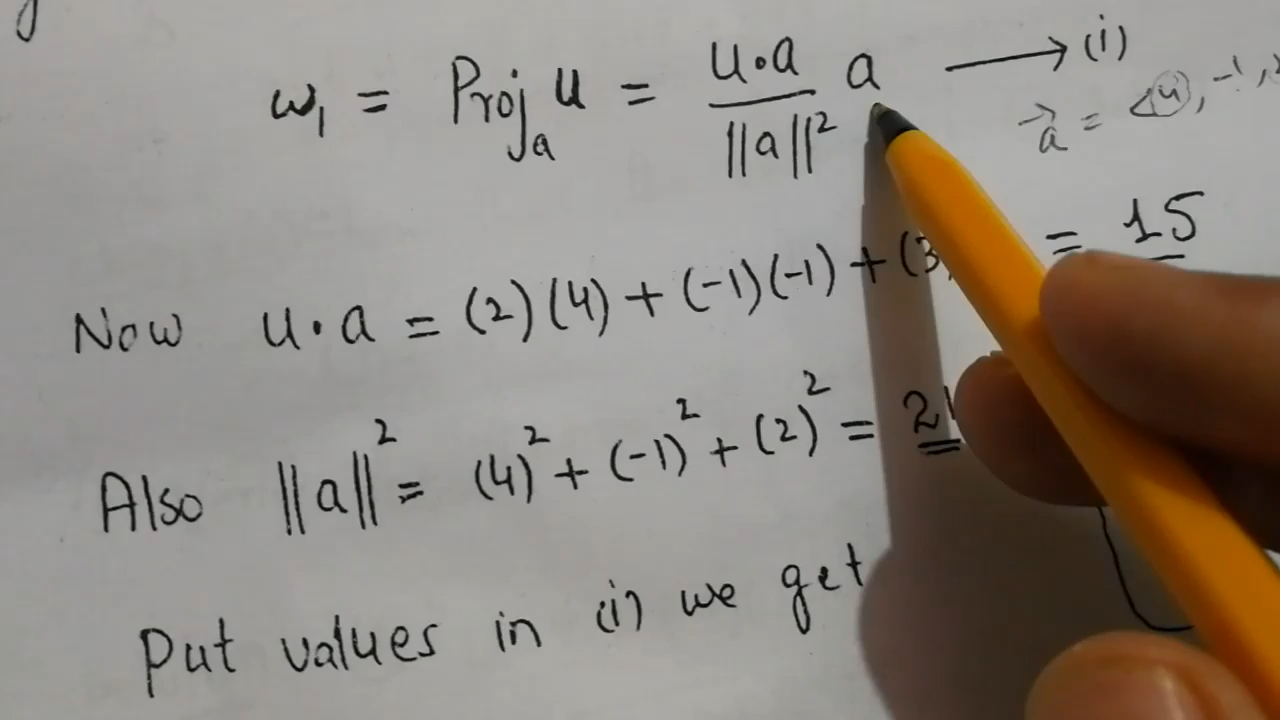 w₁ = Proj_a u = u·a / ||a||² a → (i)
→a = <4, -1,
Now u·a = (2)(4) + (-1)(-1) + (3 = 15
Also ||a||² = (4)² + (-1)² + (2)² = 21
Put values in (i) we get